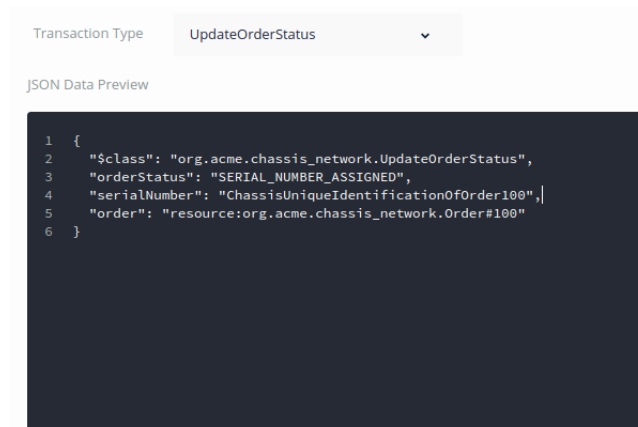 Transaction Type UpdateOrderStatus
JSON Data Preview
1 {
2 "$class": "org.acme.chassis_network.UpdateOrderStatus",
3 "orderStatus": "SERIAL_NUMBER_ASSIGNED",
4 "serialNumber": "ChassisUniqueIdentificationOfOrder100",
5 "order": "resource:org.acme.chassis_network.Order#100"
6 }